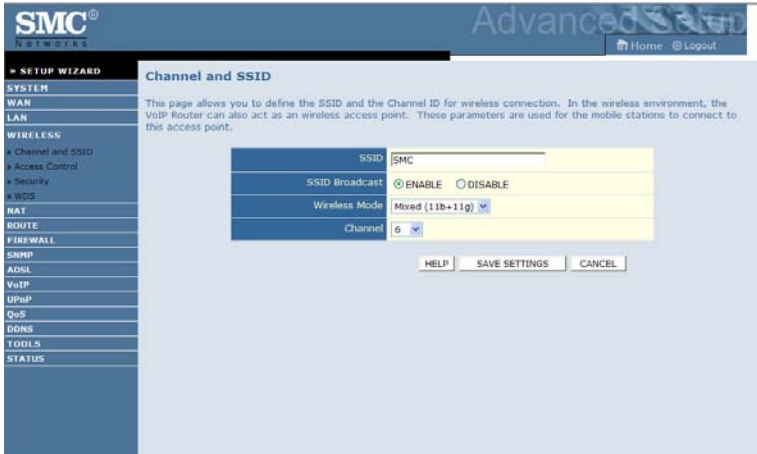 SMC®
Networks
Advanced Setup
Home Logout
» SETUP WIZARD
SYSTEM
WAN
LAN
WIRELESS
» Channel and SSID
» Access Control
» Security
» WDS
NAT
ROUTE
FIREWALL
SNMP
ADSL
VoIP
UPnP
QoS
DDNS
TOOLS
STATUS
Channel and SSID
This page allows you to define the SSID and the Channel ID for wireless connection. In the wireless environment, the
VoIP Router can also act as an wireless access point. These parameters are used for the mobile stations to connect to
this access point.
SSID SMC
SSID Broadcast ENABLE DISABLE
Wireless Mode Mixed (11b+11g)
Channel 6
HELP SAVE SETTINGS CANCEL